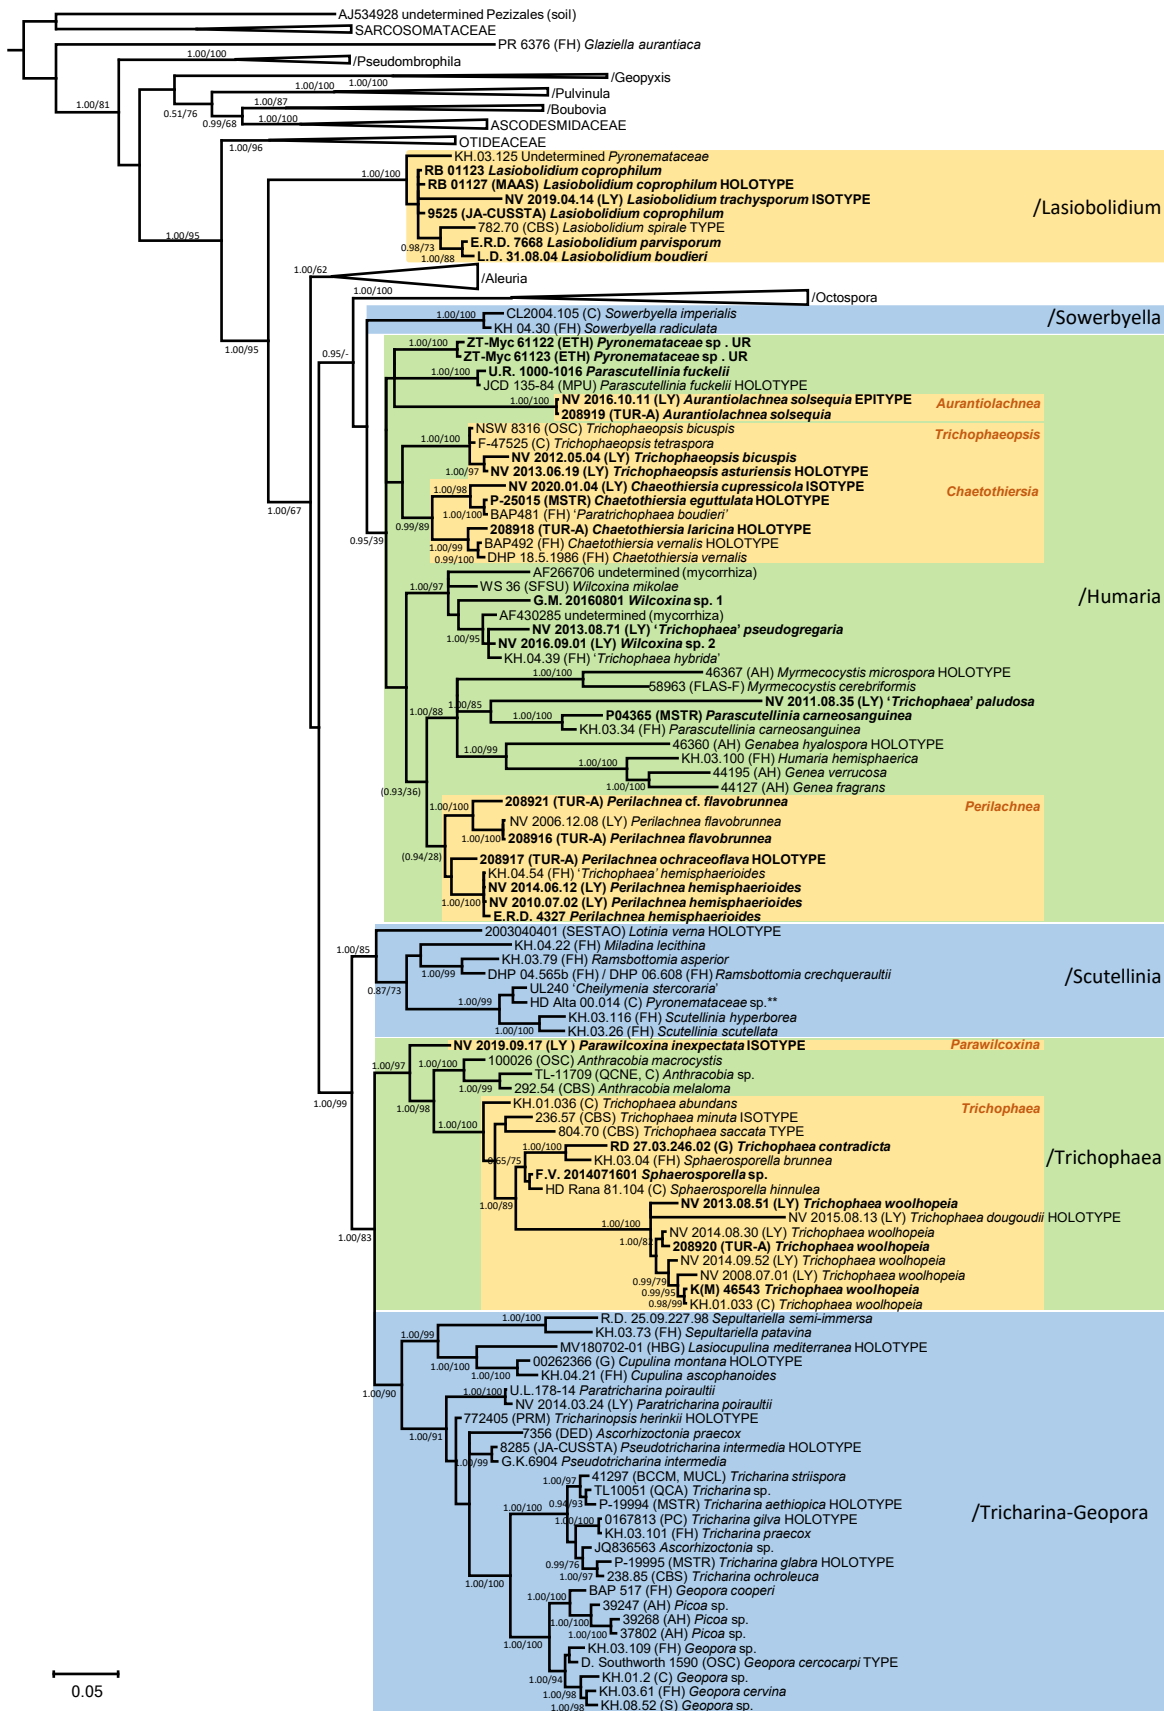 AJ534928 undetermined Pezizales (soil)
SARCOSOMATACEAE
PR 6376 (FH) Glaziella aurantiaca
1.00/100
/Pseudombrophila
/Geopyxis
1.00/100 1.00/100
/Pulvinula
1.00/81
1.00/87
/Boubovia
0.51/76
0.99/68
1.00/100
ASCODESMIDACEAE
OTIDEACEAE
1.00/96
KH.03.125 Undetermined Pyronemataceae
RB 01123 Lasiobolidium coprophilum
1.00/100
RB 01127 (MAAS) Lasiobolidium coprophilum HOLOTYPE
NV 2019.04.14 (LY) Lasiobolidium trachysporum ISOTYPE
/Lasiobolidium
9525 (JA-CUSSTA) Lasiobolidium coprophilum
782.70 (CBS) Lasiobolidium spirale TYPE
1.00/95
E.R.D. 7668 Lasiobolidium parvisporum
0.98/73
L.D. 31.08.04 Lasiobolidium boudieri
1.00/88
1.00/62
/Aleuria
1.00/100
/Octospora
CL2004.105 (C) Sowerbyella imperialis
1.00/100
/Sowerbyella
KH 04.30 (FH) Sowerbyella radiculata
ZT-Myc 61122 (ETH) Pyronemataceae sp . UR
1.00/100
1.00/95
ZT-Myc 61123 (ETH) Pyronemataceae sp . UR
0.95/-
U.R. 1000-1016 Parascutellinia fuckelii
1.00/100
JCD 135-84 (MPU) Parascutellinia fuckelii HOLOTYPE
NV 2016.10.11 (LY) Aurantiolachnea solsequia EPITYPE
1.00/100
Aurantiolachnea
208919 (TUR-A) Aurantiolachnea solsequia
NSW 8316 (OSC) Trichophaeopsis bicuspis
Trichophaeopsis
1.00/100
F-47525 (C) Trichophaeopsis tetraspora
NV 2012.05.04 (LY) Trichophaeopsis bicuspis
1.00/97
NV 2013.06.19 (LY) Trichophaeopsis asturiensis HOLOTYPE
NV 2020.01.04 (LY) Chaeothiersia cupressicola ISOTYPE
1.00/98
Chaetothiersia
P-25015 (MSTR) Chaetothiersia eguttulata HOLOTYPE
1.00/67
1.00/100
BAP481 (FH) 'Paratrichophaea boudieri'
0.99/89
208918 (TUR-A) Chaetothiersia laricina HOLOTYPE
0.95/39
1.00/99
BAP492 (FH) Chaetothiersia vernalis HOLOTYPE
0.99/100
DHP 18.5.1986 (FH) Chaetothiersia vernalis
AF266706 undetermined (mycorrhiza)
1.00/97
WS 36 (SFSU) Wilcoxina mikolae
G.M. 20160801 Wilcoxina sp. 1
/Humaria
AF430285 undetermined (mycorrhiza)
NV 2013.08.71 (LY) 'Trichophaea' pseudogregaria
1.00/95
NV 2016.09.01 (LY) Wilcoxina sp. 2
KH.04.39 (FH) 'Trichophaea hybrida'
46367 (AH) Myrmecocystis microspora HOLOTYPE
1.00/100
58963 (FLAS-F) Myrmecocystis cerebriformis
NV 2011.08.35 (LY) 'Trichophaea' paludosa
1.00/85
1.00/88
P04365 (MSTR) Parascutellinia carneosanguinea
1.00/100
KH.03.34 (FH) Parascutellinia carneosanguinea
46360 (AH) Genabea hyalospora HOLOTYPE
1.00/99
KH.03.100 (FH) Humaria hemisphaerica
44195 (AH) Genea verrucosa
1.00/100
44127 (AH) Genea fragrans
(0.93/36)
208921 (TUR-A) Perilachnea cf. flavobrunnea
1.00/100
Perilachnea
NV 2006.12.08 (LY) Perilachnea flavobrunnea
1.00/100
208916 (TUR-A) Perilachnea flavobrunnea
(0.94/28)
208917 (TUR-A) Perilachnea ochraceoflava HOLOTYPE
KH.04.54 (FH) 'Trichophaea' hemisphaerioides
NV 2014.06.12 (LY) Perilachnea hemisphaerioides
1.00/100
NV 2010.07.02 (LY) Perilachnea hemisphaerioides
E.R.D. 4327 Perilachnea hemisphaerioides
2003040401 (SESTAO) Lotinia verna HOLOTYPE
1.00/85
KH.04.22 (FH) Miladina lecithina
KH.03.79 (FH) Ramsbottomia asperior
1.00/99
DHP 04.565b (FH) / DHP 06.608 (FH) Ramsbottomia crechqueraultii
/Scutellinia
0.87/73
UL240 'Cheilymenia stercoraria'
1.00/99
HD Alta 00.014 (C) Pyronemataceae sp.**
KH.03.116 (FH) Scutellinia hyperborea
1.00/100
KH.03.26 (FH) Scutellinia scutellata
NV 2019.09.17 (LY ) Parawilcoxina inexpectata ISOTYPE
Parawilcoxina
1.00/97
1.00/100
100026 (OSC) Anthracobia macrocystis
TL-11709 (QCNE, C) Anthracobia sp.
1.00/99
292.54 (CBS) Anthracobia melaloma
1.00/99
KH.01.036 (C) Trichophaea abundans
Trichophaea
1.00/98
236.57 (CBS) Trichophaea minuta ISOTYPE
1.00/100
804.70 (CBS) Trichophaea saccata TYPE
RD 27.03.246.02 (G) Trichophaea contradicta
1.00/100
0.65/75
KH.03.04 (FH) Sphaerosporella brunnea
/Trichophaea
F.V. 2014071601 Sphaerosporella sp.
HD Rana 81.104 (C) Sphaerosporella hinnulea
1.00/89
NV 2013.08.51 (LY) Trichophaea woolhopeia
NV 2015.08.13 (LY) Trichophaea dougoudii HOLOTYPE
1.00/100
1.00/83
NV 2014.08.30 (LY) Trichophaea woolhopeia
208920 (TUR-A) Trichophaea woolhopeia
NV 2014.09.52 (LY) Trichophaea woolhopeia
NV 2008.07.01 (LY) Trichophaea woolhopeia
0.99/79
K(M) 46543 Trichophaea woolhopeia
0.99/95
0.98/99
KH.01.033 (C) Trichophaea woolhopeia
R.D. 25.09.227.98 Sepultariella semi-immersa
1.00/100
KH.03.73 (FH) Sepultariella patavina
1.00/99
MV180702-01 (HBG) Lasiocupulina mediterranea HOLOTYPE
1.00/100
00262366 (G) Cupulina montana HOLOTYPE
1.00/100
KH.04.21 (FH) Cupulina ascophanoides
1.00/90
U.L.178-14 Paratricharina poiraultii
1.00/100
NV 2014.03.24 (LY) Paratricharina poiraultii
772405 (PRM) Tricharinopsis herinkii HOLOTYPE
1.00/91
7356 (DED) Ascorhizoctonia praecox
8285 (JA-CUSSTA) Pseudotricharina intermedia HOLOTYPE
1.00/99
G.K.6904 Pseudotricharina intermedia
41297 (BCCM, MUCL) Tricharina striispora
1.00/97
TL10051 (QCA) Tricharina sp.
0.94/93
P-19994 (MSTR) Tricharina aethiopica HOLOTYPE
1.00/100
/Tricharina-Geopora
0167813 (PC) Tricharina gilva HOLOTYPE
1.00/100
KH.03.101 (FH) Tricharina praecox
JQ836563 Ascorhizoctonia sp.
0.99/76
P-19995 (MSTR) Tricharina glabra HOLOTYPE
1.00/97
238.85 (CBS) Tricharina ochroleuca
1.00/100
BAP 517 (FH) Geopora cooperi
1.00/100
39247 (AH) Picoa sp.
1.00/100
39268 (AH) Picoa sp.
1.00/100
37802 (AH) Picoa sp.
1.00/100
KH.03.109 (FH) Geopora sp.
D. Southworth 1590 (OSC) Geopora cercocarpi TYPE
1.00/94
KH.01.2 (C) Geopora sp.
1.00/98
KH.03.61 (FH) Geopora cervina
1.00/98
KH.08.52 (S) Geopora sp.
0.05